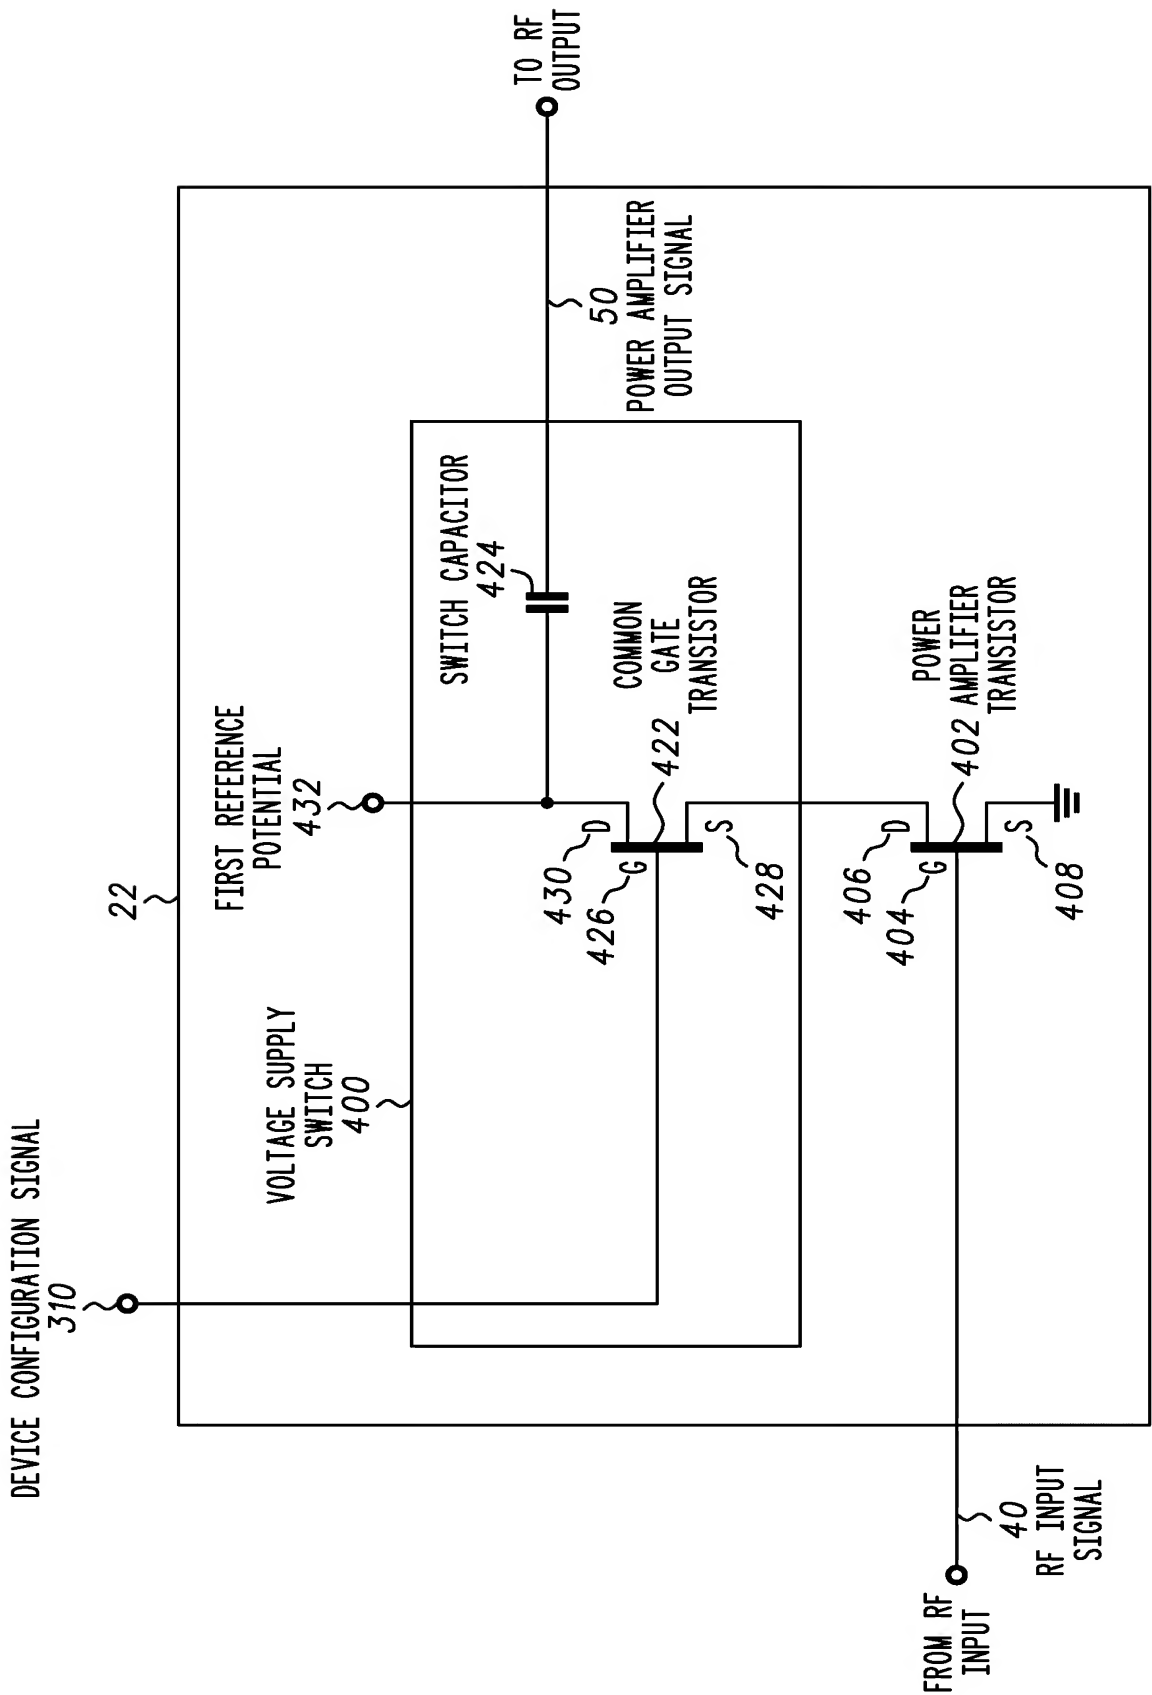 DEVICE CONFIGURATION SIGNAL
310
22
FIRST REFERENCE
POTENTIAL
432
VOLTAGE SUPPLY
SWITCH
400
SWITCH CAPACITOR
424
TO RF
OUTPUT
50
POWER AMPLIFIER
OUTPUT SIGNAL
430
D
426
G
COMMON
GATE
TRANSISTOR
422
S
428
406
D
404
G
POWER
AMPLIFIER
TRANSISTOR
402
S
408
FROM RF
INPUT
40
RF INPUT
SIGNAL